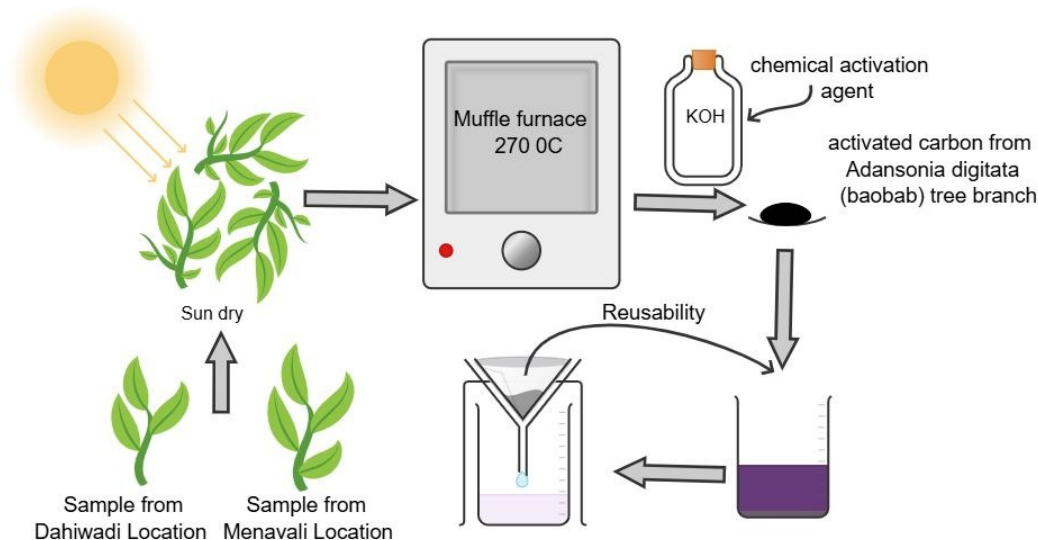 Muffle furnace
270 0C
KOH
chemical activation
agent
activated carbon from
Adansonia digitata
(baobab) tree branch
Sun dry
Reusability
Sample from
Dahiwadi Location
Sample from
Menavali Location